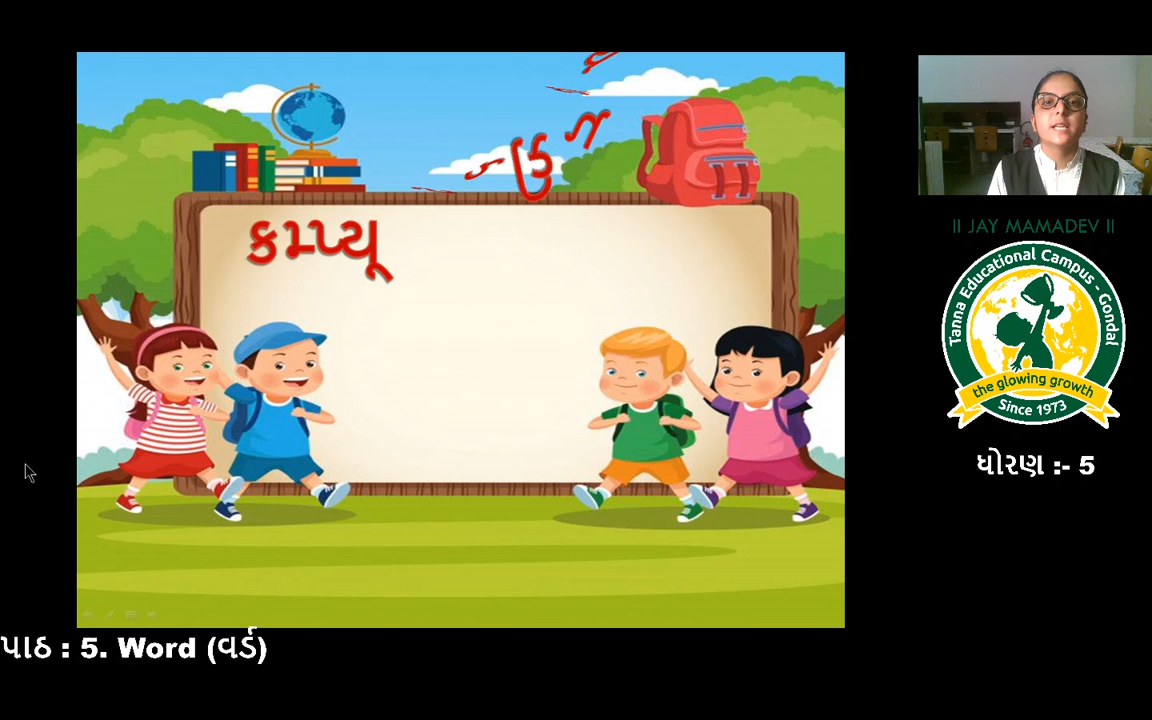 કમ્પ્યૂ
II JAY MAMADEV II
Tanna Educational Campus - Gondal
the glowing growth
Since 1973
ધોરણ :- 5
પાઠ : 5. Word (વર્ડ)